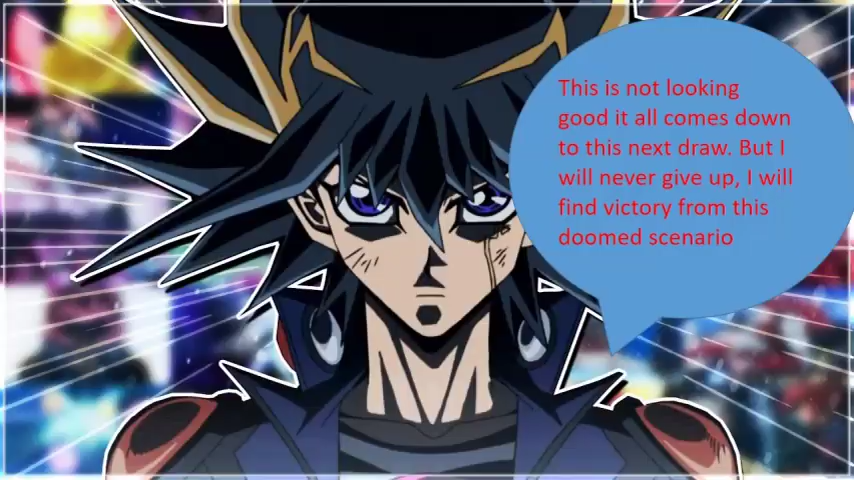 This is not looking
good it all comes down
to this next draw. But I
will never give up, I will
find victory from this
doomed scenario